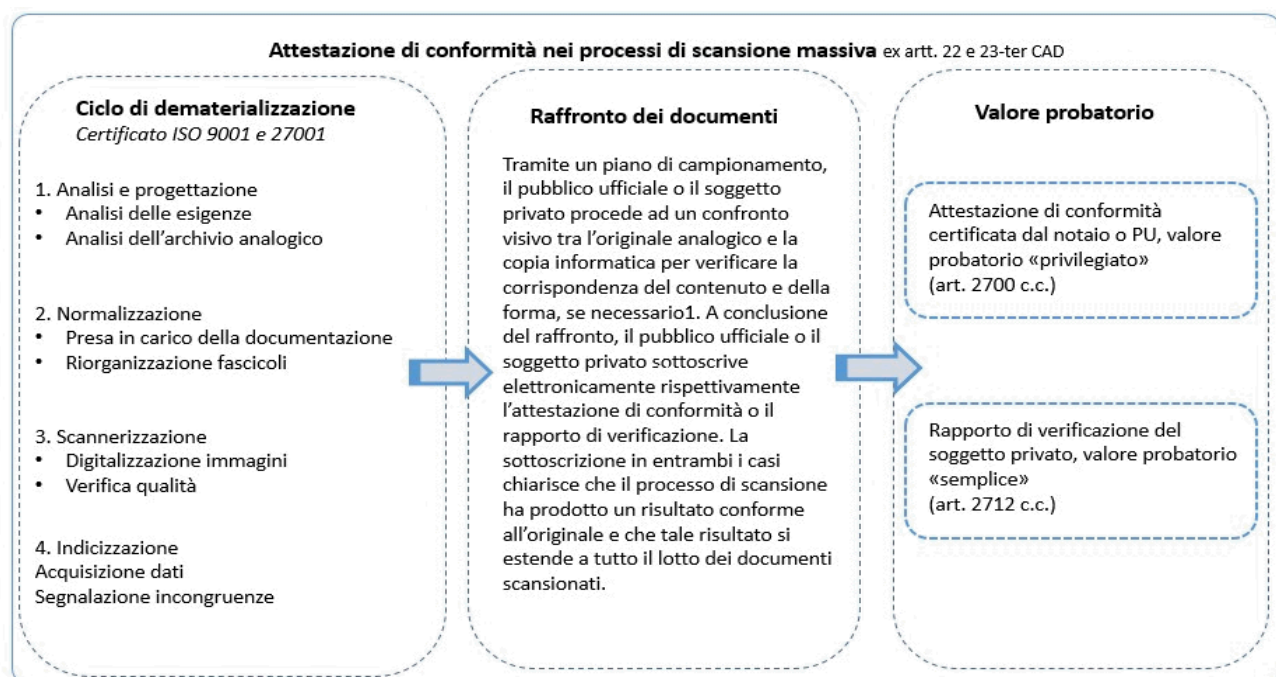 Attestazione di conformità nei processi di scansione massiva ex artt. 22 e 23-ter CAD
Ciclo di dematerializzazione
Certificato ISO 9001 e 27001
1. Analisi e progettazione
• Analisi delle esigenze
• Analisi dell’archivio analogico
2. Normalizzazione
• Presa in carico della documentazione
• Riorganizzazione fascicoli
3. Scannerizzazione
• Digitalizzazione immagini
• Verifica qualità
4. Indicizzazione
Acquisizione dati
Segnalazione incongruenze
Raffronto dei documenti
Tramite un piano di campionamento,
il pubblico ufficiale o il soggetto
privato procede ad un confronto
visivo tra l’originale analogico e la
copia informatica per verificare la
corrispondenza del contenuto e della
forma, se necessario1. A conclusione
del raffronto, il pubblico ufficiale o il
soggetto privato sottoscrive
elettronicamente rispettivamente
l’attestazione di conformità o il
rapporto di verificazione. La
sottoscrizione in entrambi i casi
chiarisce che il processo di scansione
ha prodotto un risultato conforme
all’originale e che tale risultato si
estende a tutto il lotto dei documenti
scansionati.
Valore probatorio
Attestazione di conformità
certificata dal notaio o PU, valore
probatorio «privilegiato»
(art. 2700 c.c.)
Rapporto di verificazione del
soggetto privato, valore probatorio
«semplice»
(art. 2712 c.c.)